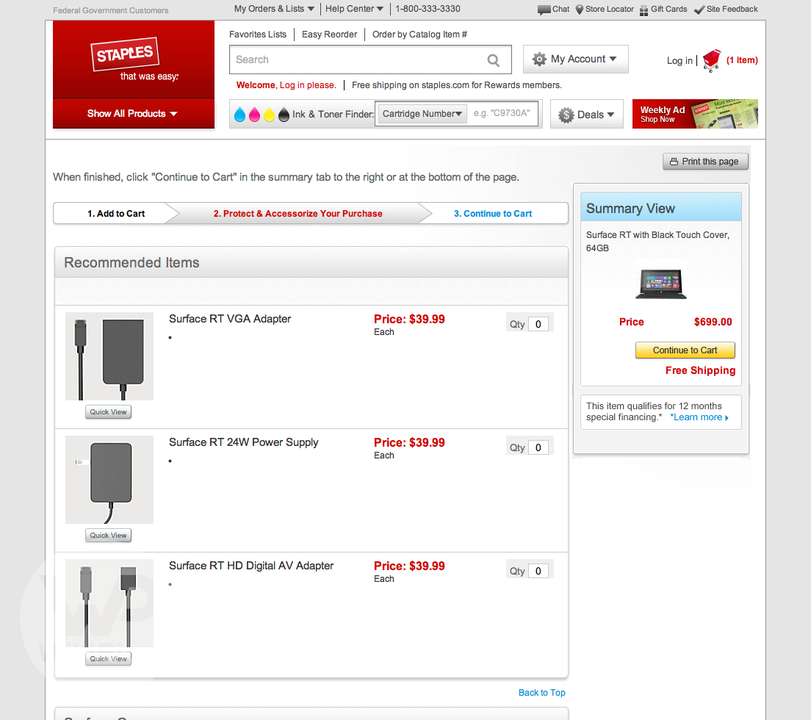 Federal Government Customers
My Orders & Lists
Help Center
1-800-333-3330
Chat
Store Locator
Gift Cards
Site Feedback
STAPLES
that was easy.
Favorites Lists
Easy Reorder
Order by Catalog Item #
Search
My Account
Log in
(1 item)
Welcome, Log in please.
Free shipping on staples.com for Rewards members.
Show All Products
Ink & Toner Finder:
Cartridge Number
e.g. "C9730A"
Deals
Weekly Ad
Shop Now
Print this page
When finished, click "Continue to Cart" in the summary tab to the right or at the bottom of the page.
1. Add to Cart
2. Protect & Accessorize Your Purchase
3. Continue to Cart
Summary View
Surface RT with Black Touch Cover,
64GB
Price $699.00
Continue to Cart
Free Shipping
This item qualifies for 12 months
special financing.* *Learn more
Recommended Items
Surface RT VGA Adapter
Price: $39.99
Each
Qty 0
Quick View
Surface RT 24W Power Supply
Price: $39.99
Each
Qty 0
Quick View
Surface RT HD Digital AV Adapter
Price: $39.99
Each
Qty 0
Quick View
Back to Top